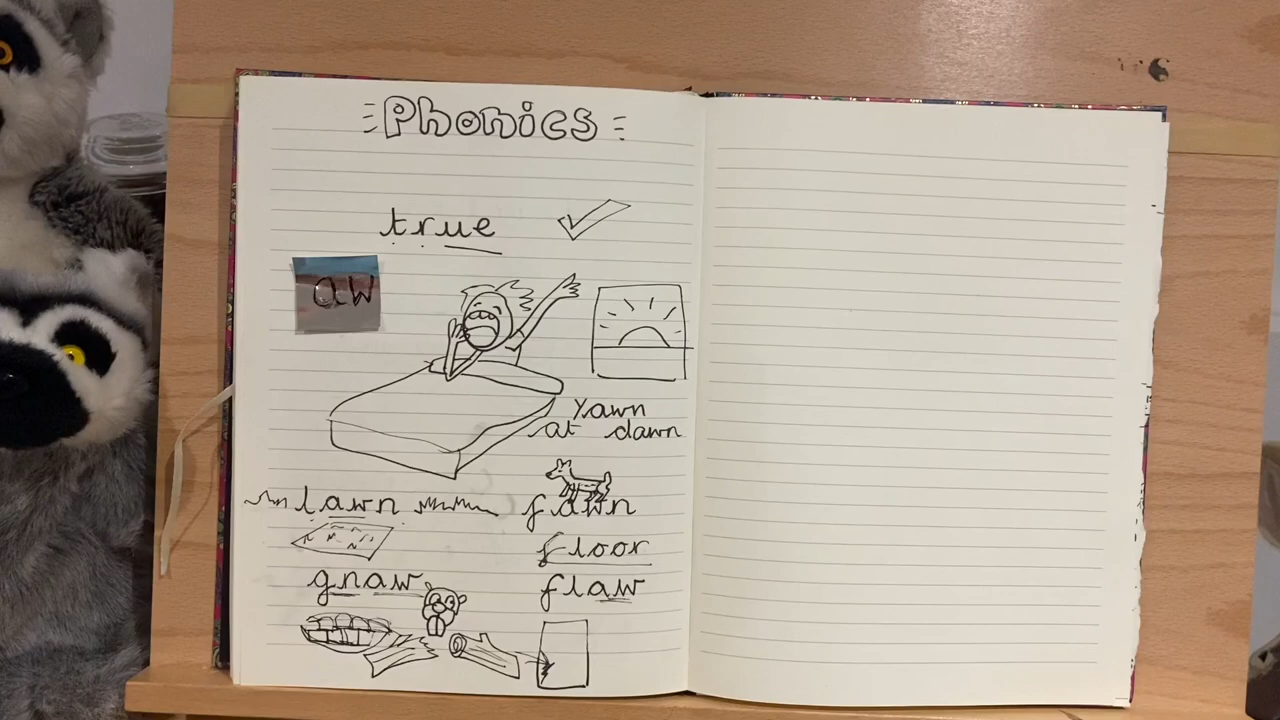 Phonics
true
aw
Yawn
at dawn
lawn
fawn
floor
gnaw
flaw